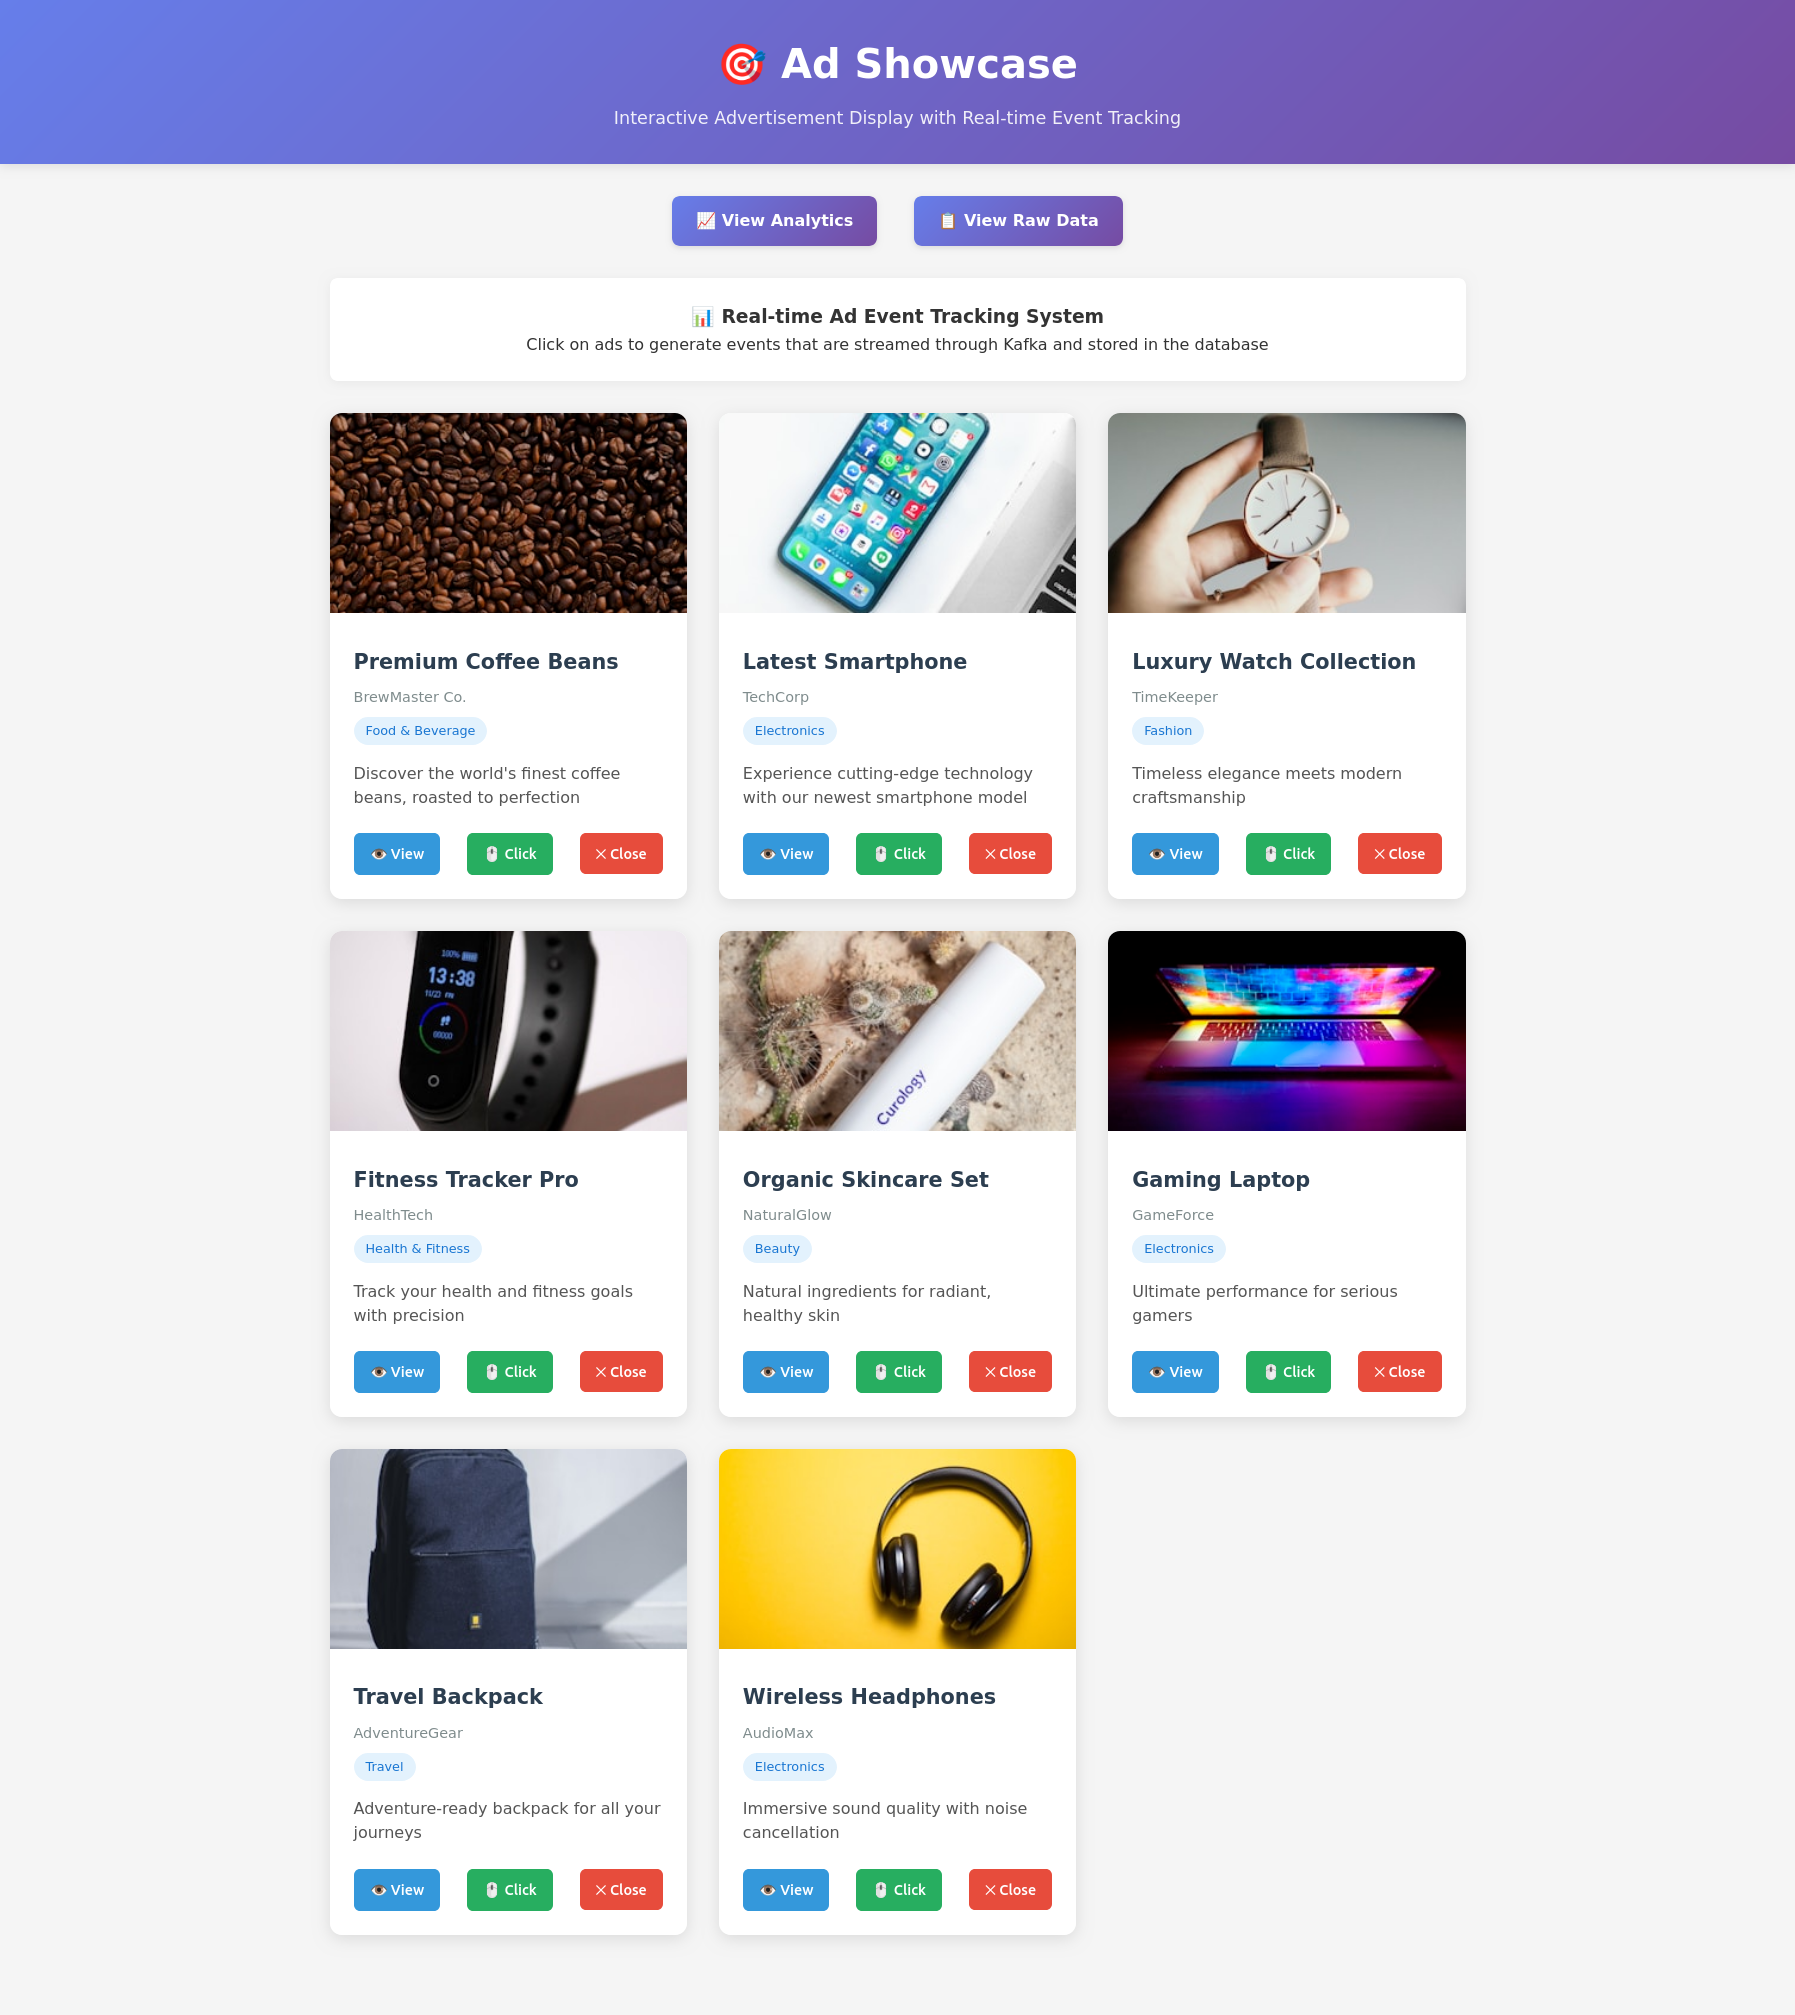 🎯 Ad Showcase
Interactive Advertisement Display with Real-time Event Tracking
📈 View Analytics
📋 View Raw Data
📊 Real-time Ad Event Tracking System
Click on ads to generate events that are streamed through Kafka and stored in the database
Premium Coffee Beans
BrewMaster Co.
Food & Beverage
Discover the world's finest coffee
beans, roasted to perfection
👁️ View
🖱️ Click
✕ Close
Latest Smartphone
TechCorp
Electronics
Experience cutting-edge technology
with our newest smartphone model
👁️ View
🖱️ Click
✕ Close
Luxury Watch Collection
TimeKeeper
Fashion
Timeless elegance meets modern
craftsmanship
👁️ View
🖱️ Click
✕ Close
100%
13:38
00000
Fitness Tracker Pro
HealthTech
Health & Fitness
Track your health and fitness goals
with precision
👁️ View
🖱️ Click
✕ Close
Curology
Organic Skincare Set
NaturalGlow
Beauty
Natural ingredients for radiant,
healthy skin
👁️ View
🖱️ Click
✕ Close
Gaming Laptop
GameForce
Electronics
Ultimate performance for serious
gamers
👁️ View
🖱️ Click
✕ Close
Travel Backpack
AdventureGear
Travel
Adventure-ready backpack for all your
journeys
👁️ View
🖱️ Click
✕ Close
Wireless Headphones
AudioMax
Electronics
Immersive sound quality with noise
cancellation
👁️ View
🖱️ Click
✕ Close